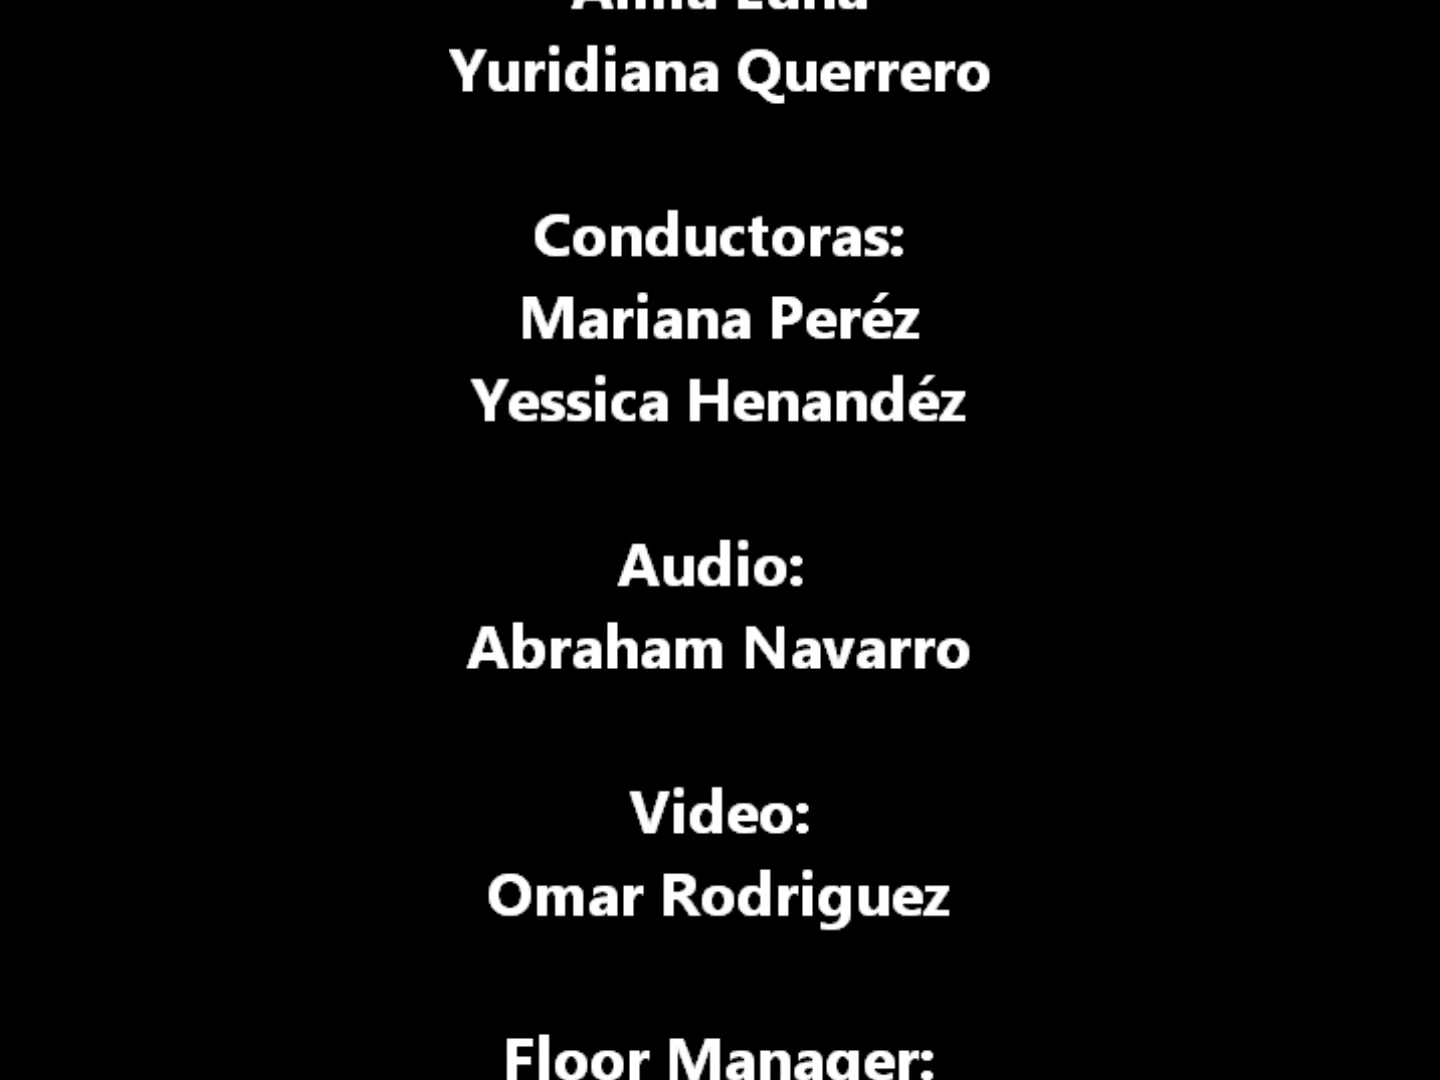 Yuridiana Querrero
Conductoras:
Mariana Peréz
Yessica Henandéz
Audio:
Abraham Navarro
Video:
Omar Rodriguez
Floor Manager: